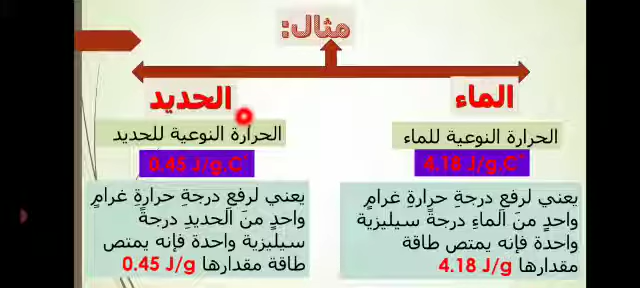 مثال:
الماء
الحرارة النوعية للماء
4.18 J/g.C°
يعني لرفعِ درجةِ حرارةِ غرامٍ
واحدٍ منَ الماءِ درجةً سيليزية
واحدة فإنه يمتص طاقة
مقدارها 4.18 J/g
الحديد
الحرارة النوعية للحديد
0.45 J/g.C°
يعني لرفعِ درجةِ حرارةِ غرامٍ
واحدٍ منَ الحديدِ درجةً
سيليزية واحدة فإنه يمتص
طاقة مقدارها 0.45 J/g